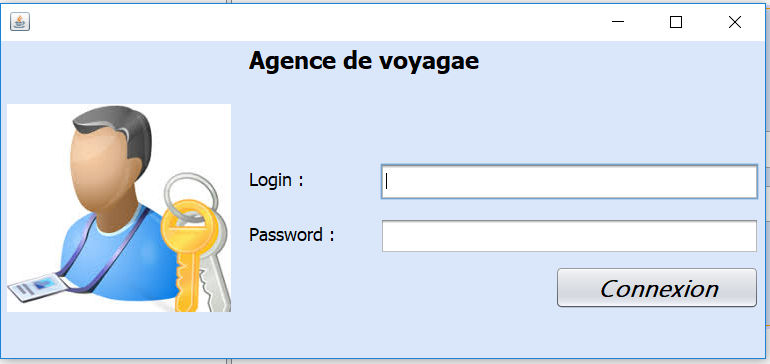 Agence de voyagae
Login :
Password :
Connexion